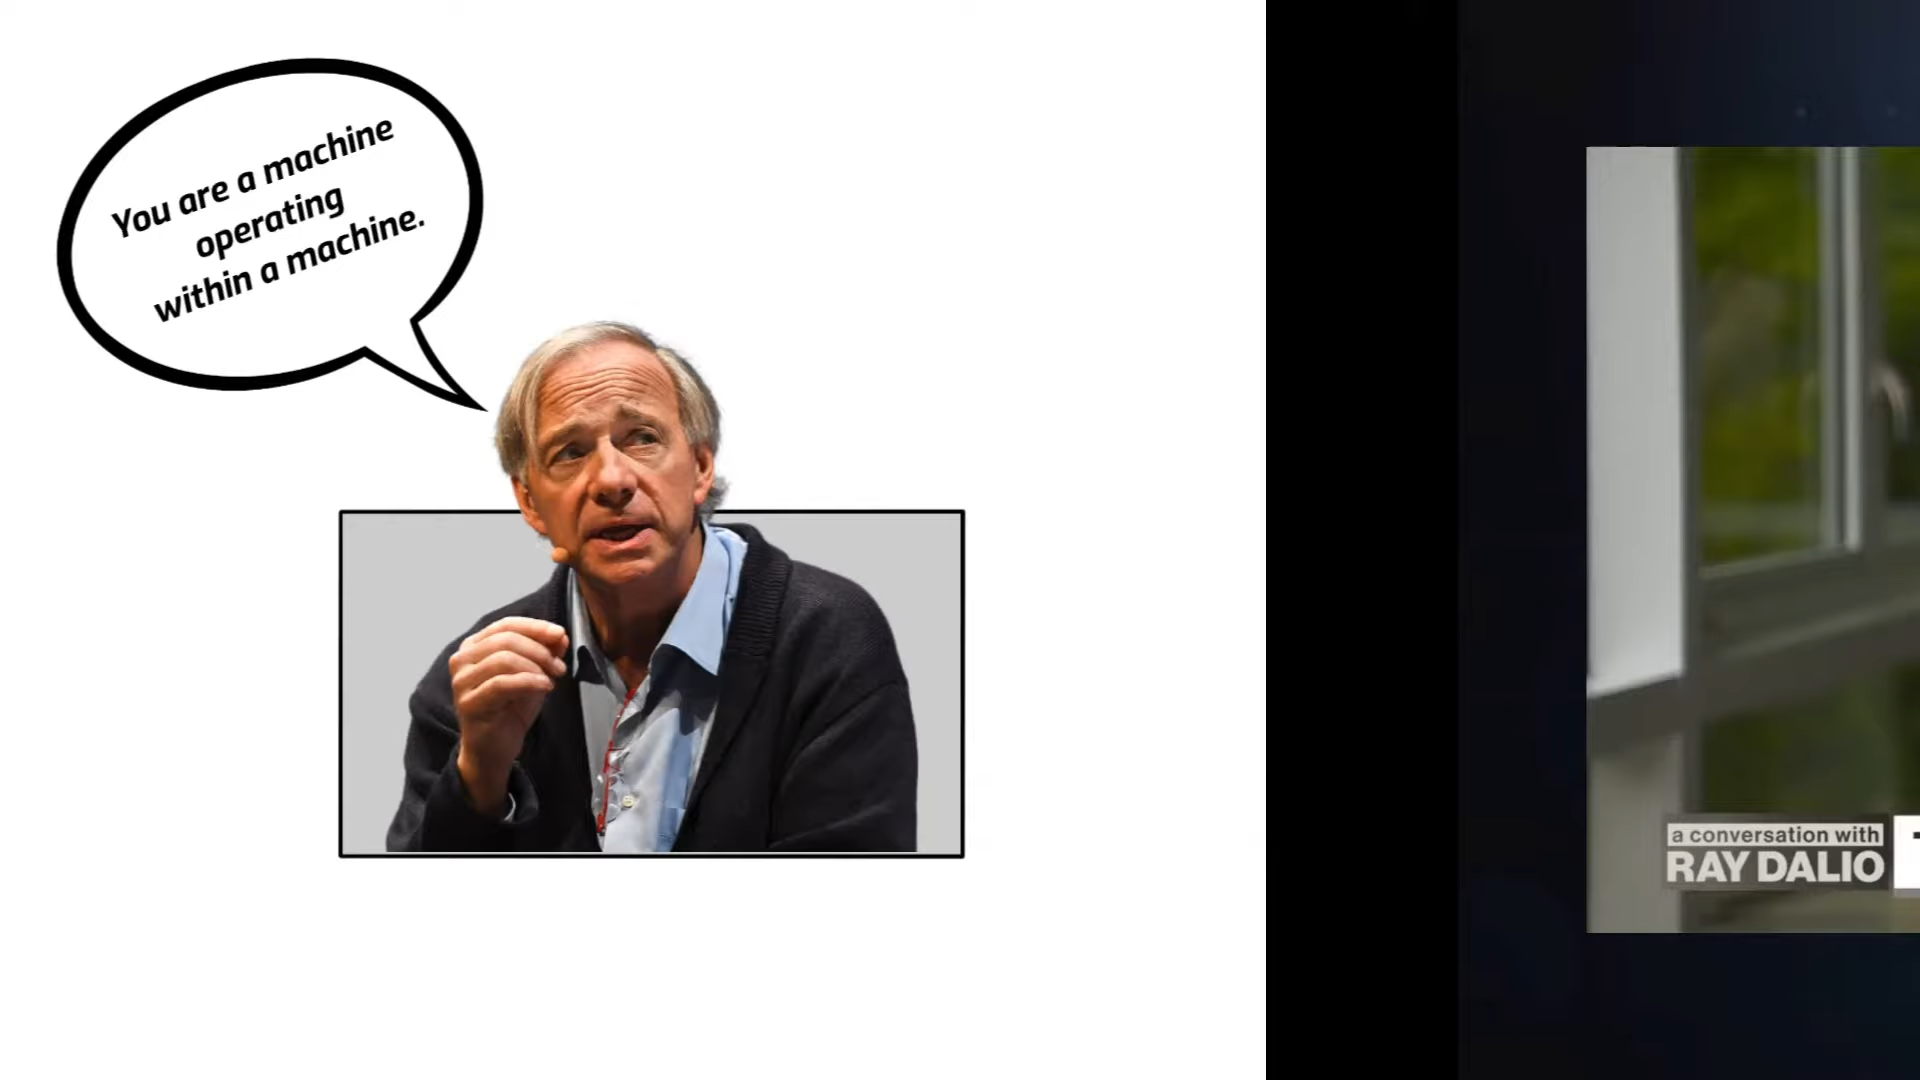 You are a machine
operating
within a machine.
a conversation with
RAY DALIO